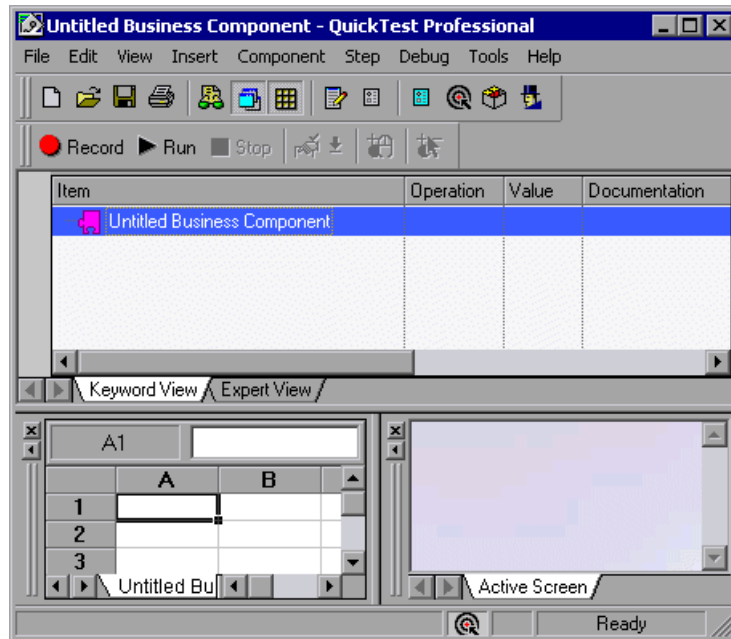 Untitled Business Component - QuickTest Professional
File Edit View Insert Component Step Debug Tools Help
Record Run Stop
Item Operation Value Documentation
Untitled Business Component
Keyword View Expert View
A1
A B
1
2
3
Untitled Bu
Active Screen
Ready